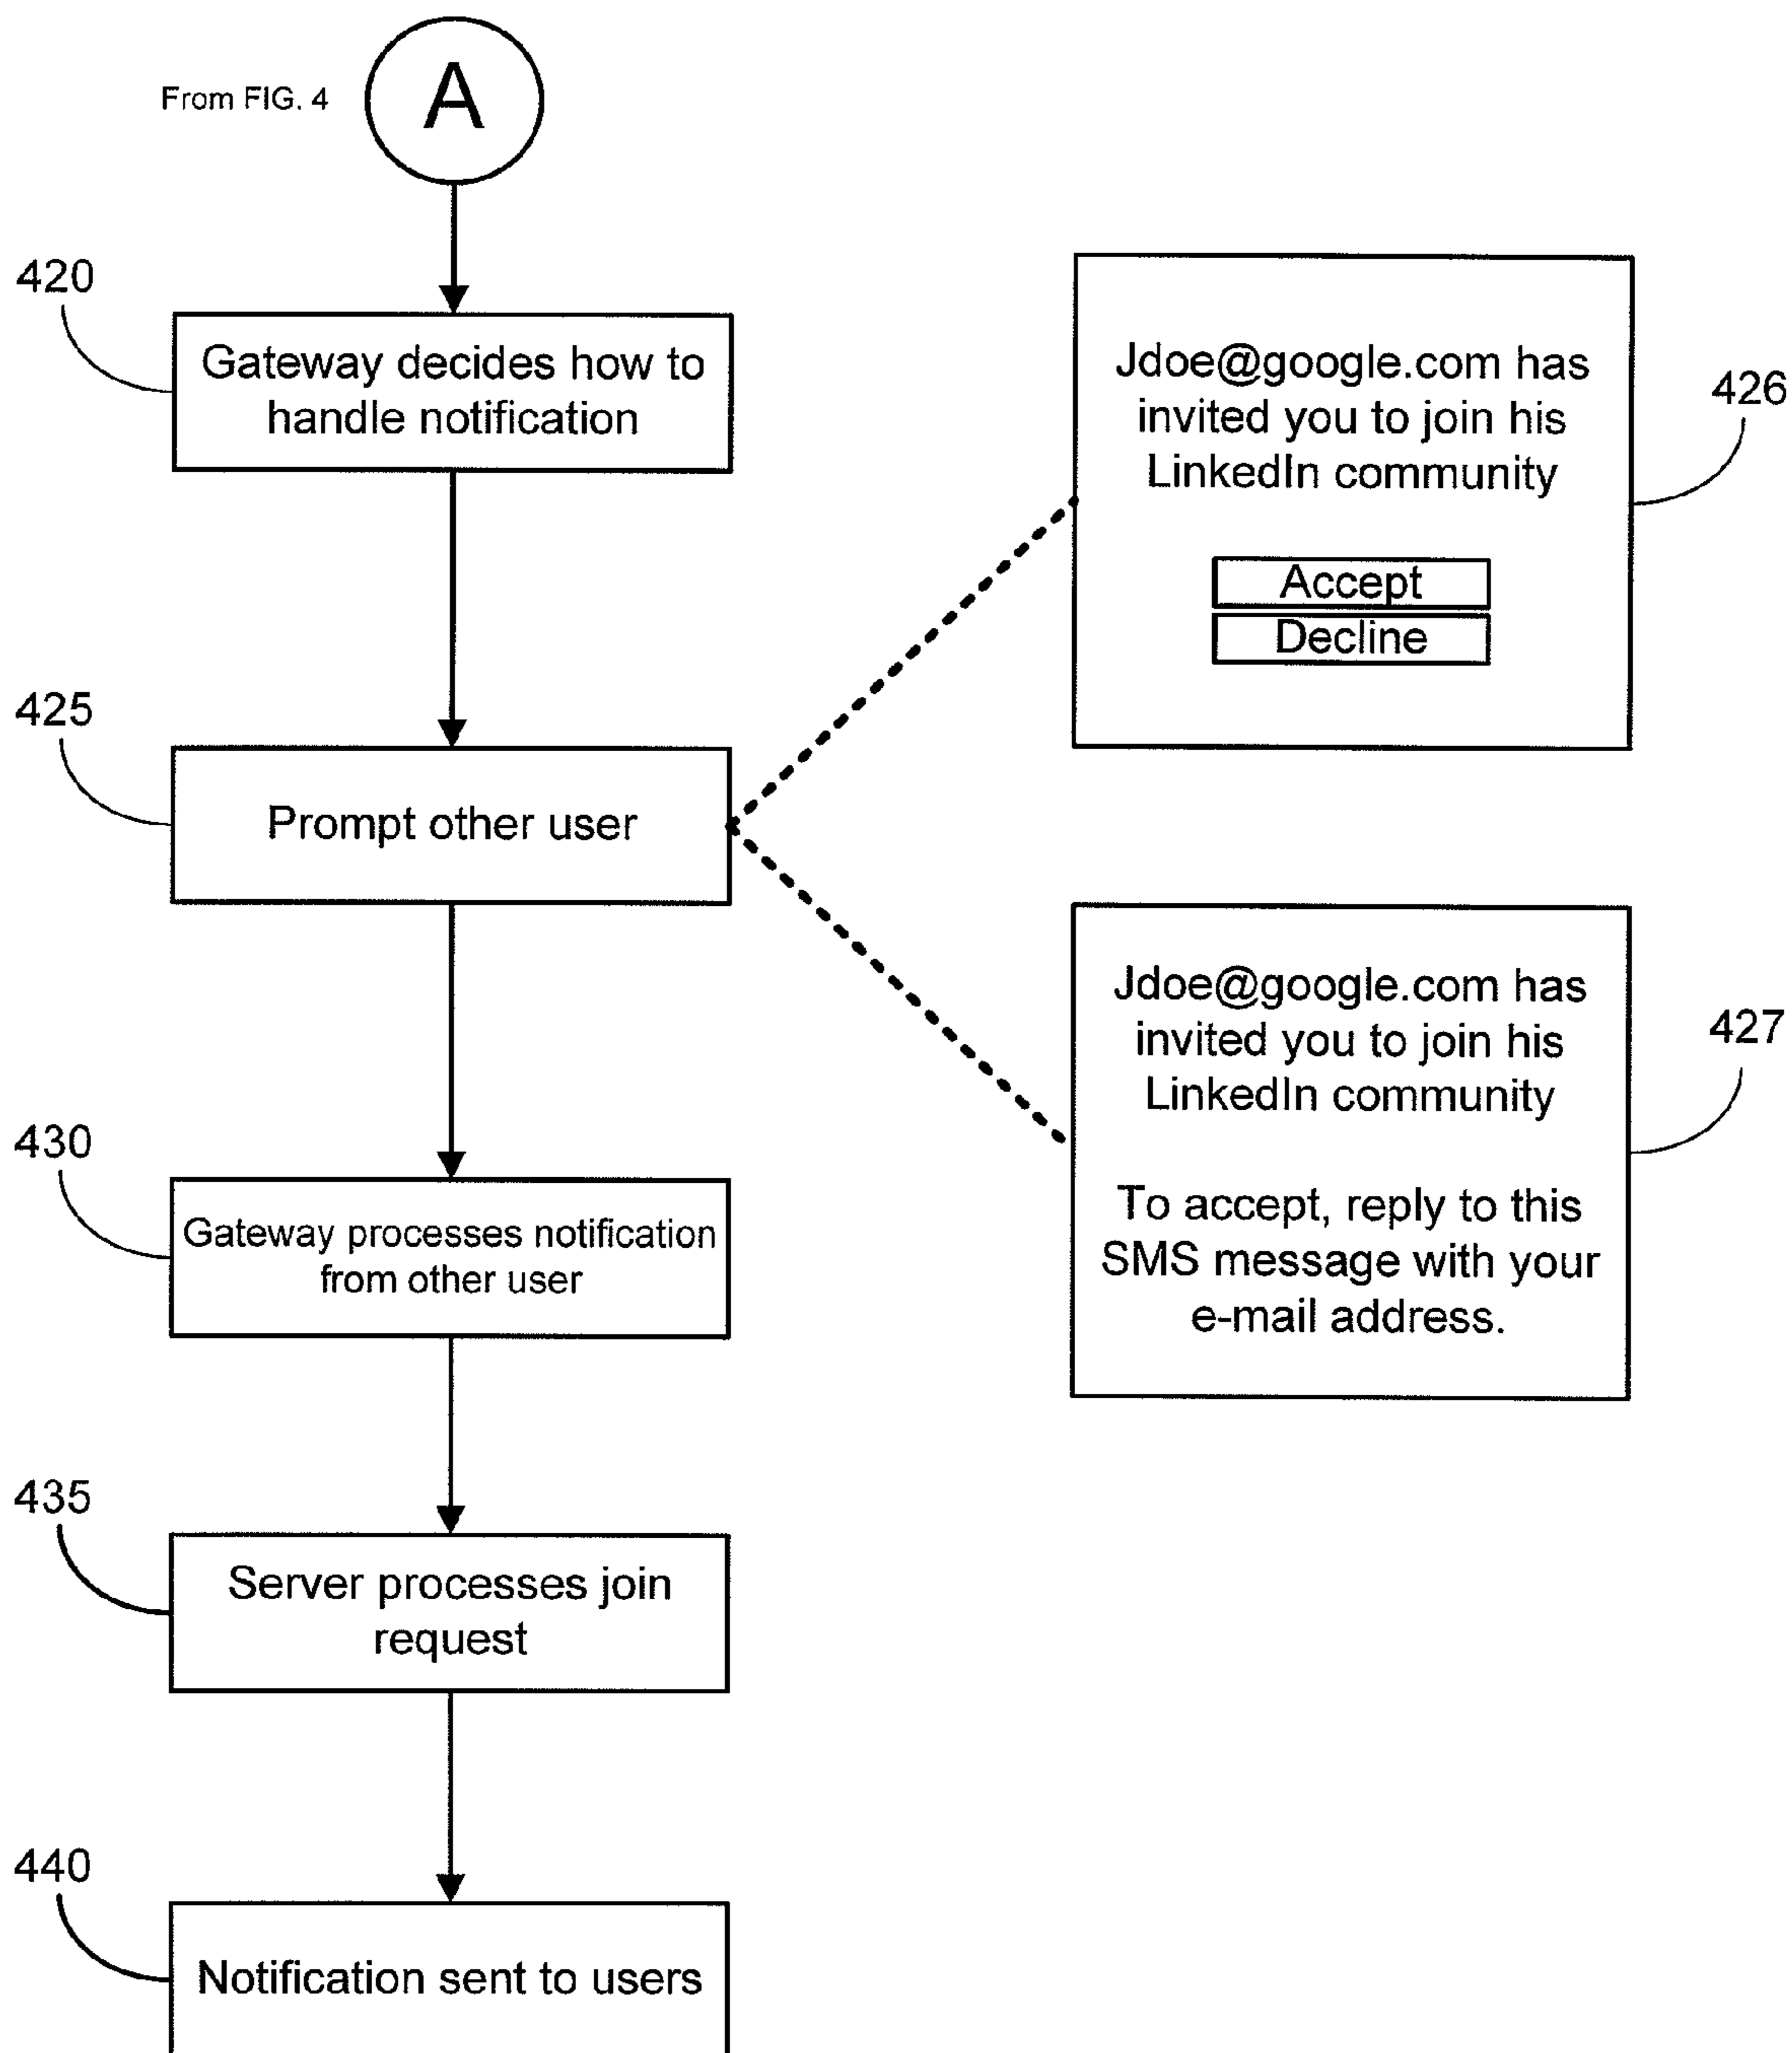 From FIG. 4
A
420
Gateway decides how to
handle notification
Jdoe@google.com has
invited you to join his
LinkedIn community
Accept
Decline
426
425
Prompt other user
Jdoe@google.com has
invited you to join his
LinkedIn community
To accept, reply to this
SMS message with your
e-mail address.
427
430
Gateway processes notification
from other user
435
Server processes join
request
440
Notification sent to users